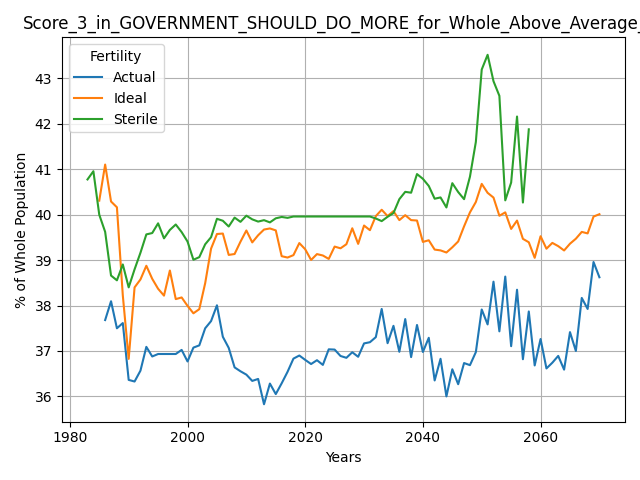 Score_3_in_GOVERNMENT_SHOULD_DO_MORE_for_Whole_Above_Average_
Fertility
Actual
Ideal
Sterile
% of Whole Population
43
42
41
40
39
38
37
36
1980
2000
2020
2040
2060
Years